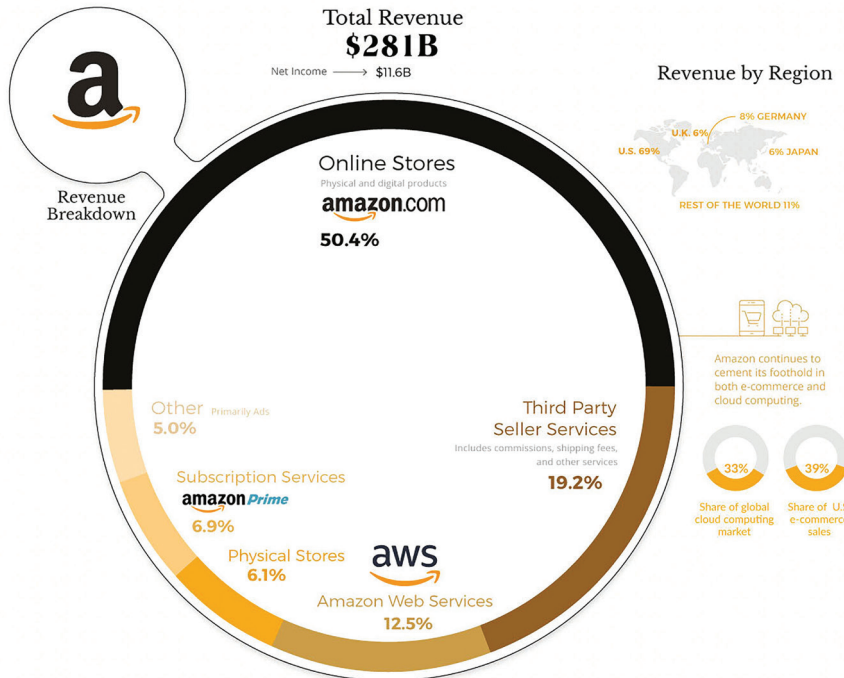 Total Revenue
$281B
Net Income → $11.6B
a
Revenue
Breakdown
Online Stores
Physical and digital products
amazon.com
50.4%
Other Primarily Ads
5.0%
Subscription Services
amazon Prime
6.9%
Physical Stores
6.1%
aws
Amazon Web Services
12.5%
Third Party
Seller Services
Includes commissions, shipping fees,
and other services
19.2%
Revenue by Region
8% GERMANY
U.K. 6%
U.S. 69%
6% JAPAN
REST OF THE WORLD 11%
Amazon continues to
cement its foothold in
both e-commerce and
cloud computing.
33%
Share of global
cloud computing
market
39%
Share of U.S
e-commerce
sales